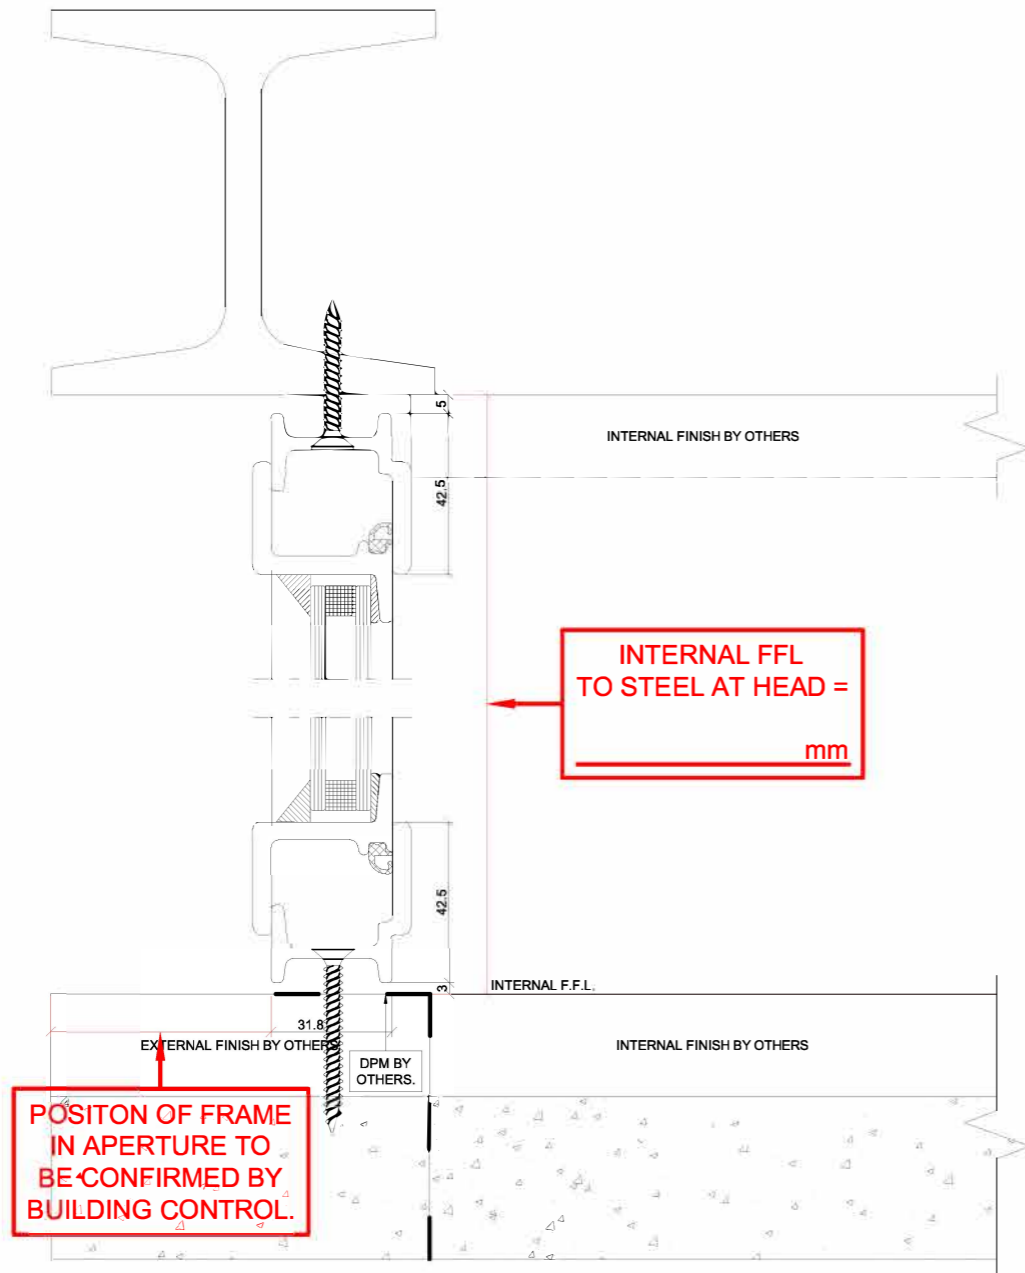 5
INTERNAL FINISH BY OTHERS
42.5
INTERNAL FFL
TO STEEL AT HEAD =
mm
42.5
3
INTERNAL F.F.L.
31.8
EXTERNAL FINISH BY OTHERS
INTERNAL FINISH BY OTHERS
DPM BY
OTHERS.
POSITON OF FRAME
IN APERTURE TO
BE CONFIRMED BY
BUILDING CONTROL.